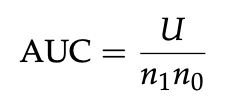 AUC = U / n₁n₀